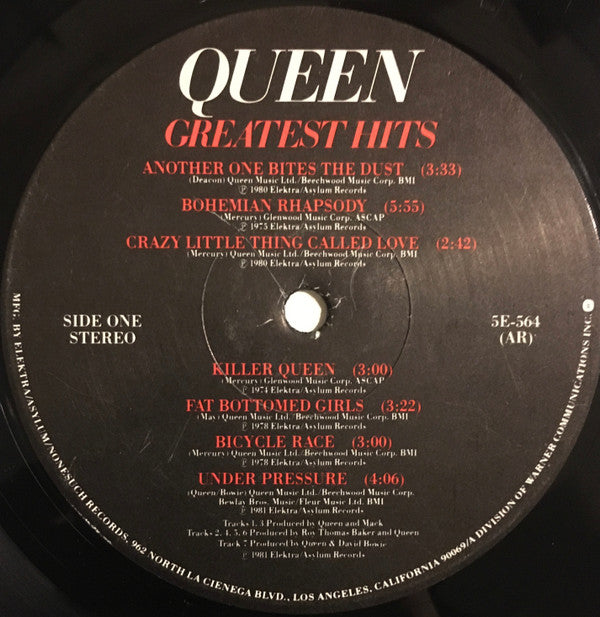 QUEEN
GREATEST HITS
ANOTHER ONE BITES THE DUST (3:33)
(Deacon) Queen Music Ltd./Beechwood Music Corp. BMI
℗ 1980 Elektra/Asylum Records
BOHEMIAN RHAPSODY (5:55)
(Mercury) Glenwood Music Corp. ASCAP
℗ 1975 Elektra/Asylum Records
CRAZY LITTLE THING CALLED LOVE (2:42)
(Mercury) Queen Music Ltd./Beechwood Music Corp. BMI
℗ 1980 Elektra/Asylum Records
SIDE ONE
STEREO
5E-564
(AR)
KILLER QUEEN (3:00)
(Mercury) Glenwood Music Corp. ASCAP
℗ 1974 Elektra/Asylum Records
FAT BOTTOMED GIRLS (3:22)
(May) Queen Music Ltd./Beechwood Music Corp. BMI
℗ 1978 Elektra/Asylum Records
BICYCLE RACE (3:00)
(Mercury) Queen Music Ltd./Beechwood Music Corp. BMI
℗ 1978 Elektra/Asylum Records
UNDER PRESSURE (4:06)
(Queen/Bowie) Queen Music Ltd./Beechwood Music Corp.
Bewlay Bros. Music/Fleur Music Ltd. BMI
℗ 1981 Elektra/Asylum Records
Tracks 1, 3 Produced by Queen and Mack
Tracks 2, 4, 5, 6 Produced by Roy Thomas Baker and Queen
Track 7 Produced by Queen & David Bowie
℗ 1981 Elektra/Asylum Records
MFG. BY ELEKTRA/ASYLUM/NONESUCH RECORDS, 962 NORTH LA CIENEGA BLVD., LOS ANGELES, CALIFORNIA 90069/A DIVISION OF WARNER COMMUNICATIONS INC.